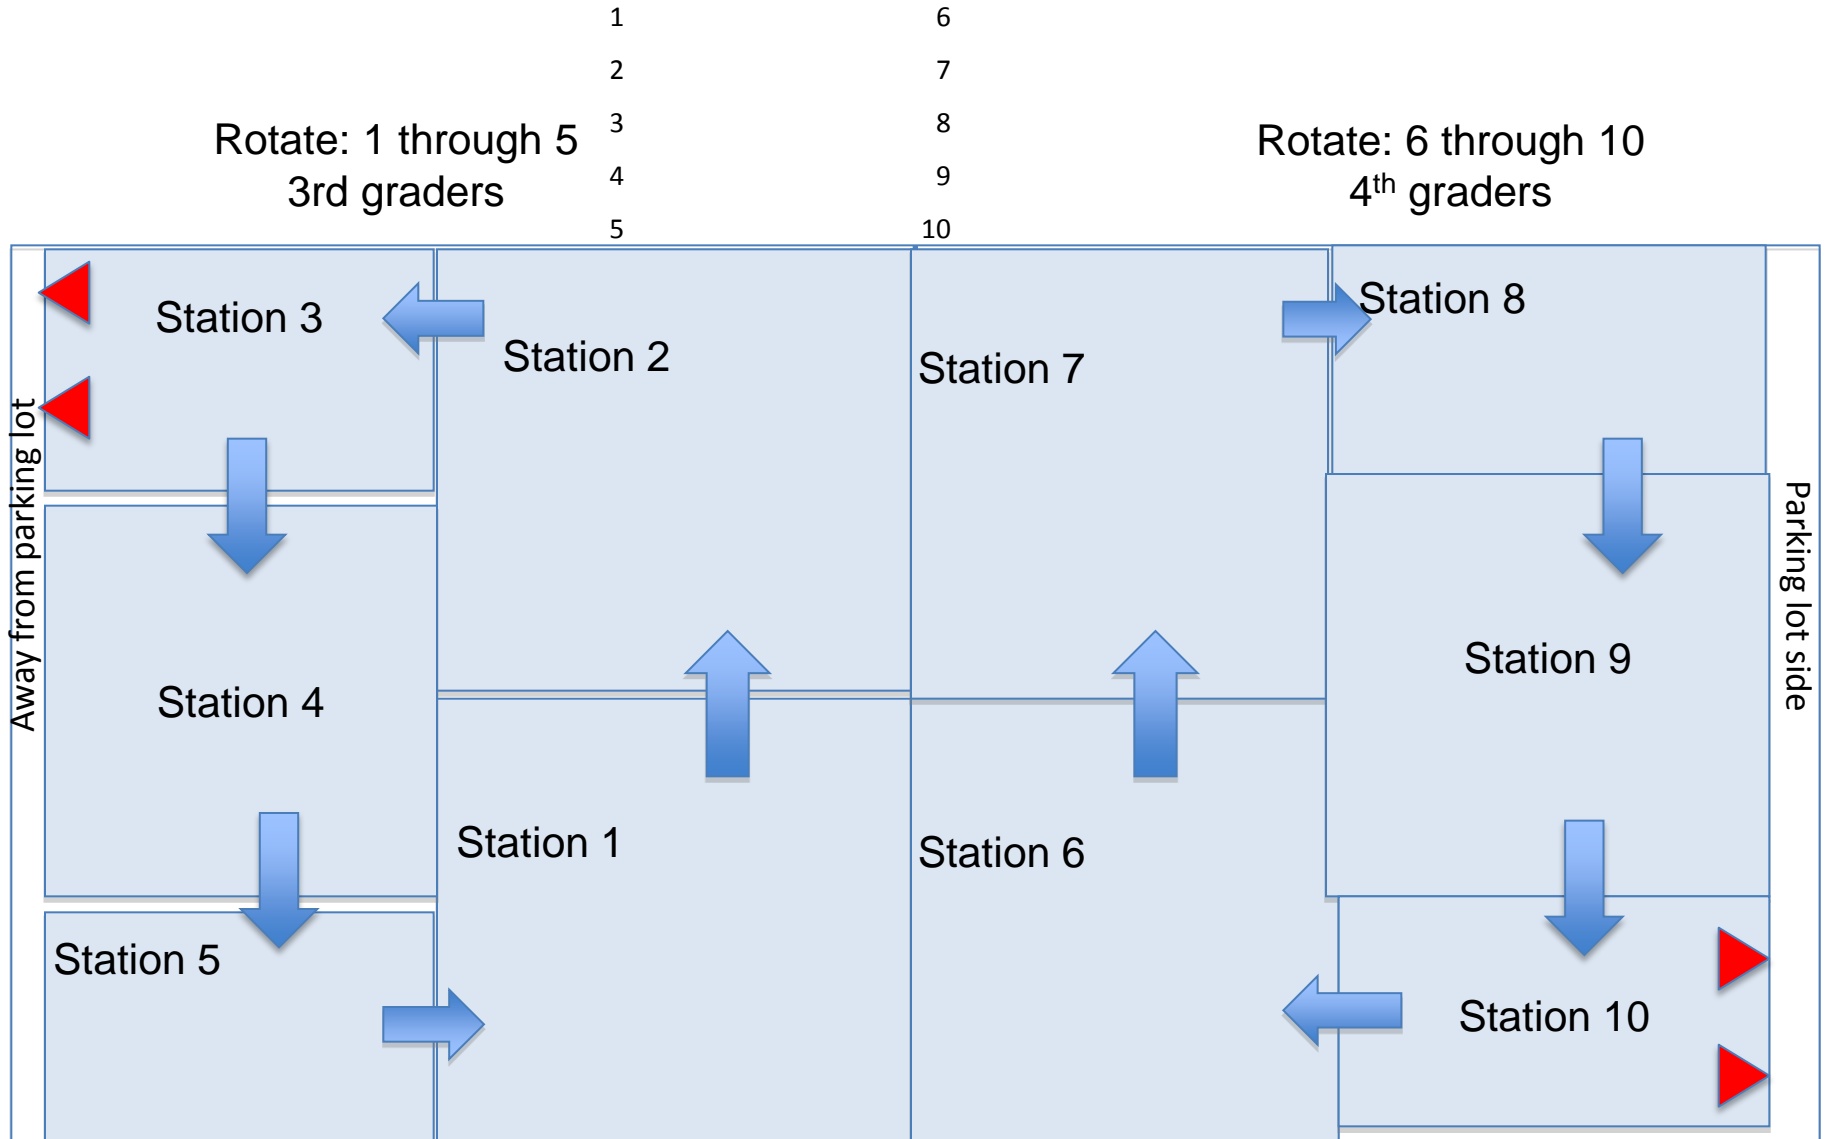 1
2
3
4
5
6
7
8
9
10
Rotate: 1 through 5
3rd graders
Rotate: 6 through 10
4th graders
Station 3
Station 2
Station 7
Station 8
Away from parking lot
Parking lot side
Station 4
Station 9
Station 1
Station 6
Station 5
Station 10